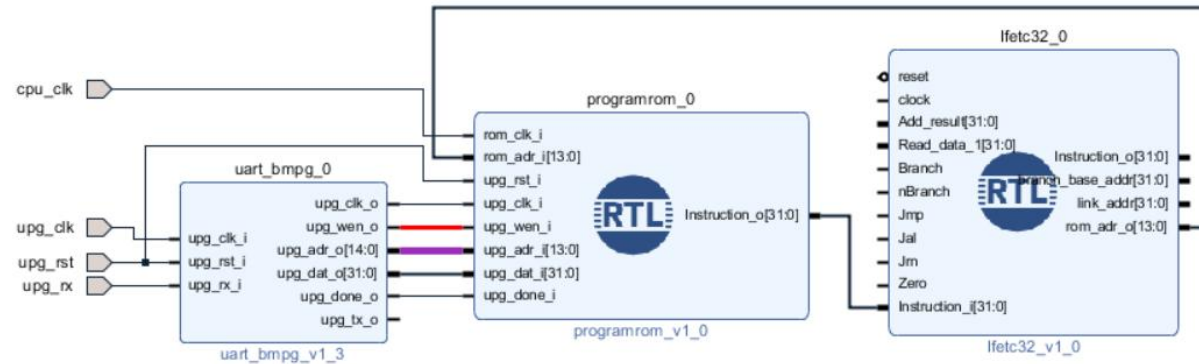 cpu_clk
upg_clk
upg_rst
upg_rx
uart_bmpg_0
upg_clk_i
upg_rst_i
upg_rx_i
upg_clk_o
upg_wen_o
upg_adr_o[14:0]
upg_dat_o[31:0]
upg_done_o
upg_tx_o
uart_bmpg_v1_3
programrom_0
rom_clk_i
rom_adr_i[13:0]
upg_rst_i
upg_clk_i
upg_wen_i
upg_adr_i[13:0]
upg_dat_i[31:0]
upg_done_i
RTL
Instruction_o[31:0]
programrom_v1_0
Ifetc32_0
reset
clock
Add_result[31:0]
Read_data_1[31:0]
Branch
nBranch
Jmp
Jal
Jrn
Zero
Instruction_i[31:0]
RTL
Instruction_o[31:0]
branch_base_addr[31:0]
link_addr[31:0]
rom_adr_o[13:0]
Ifetc32_v1_0